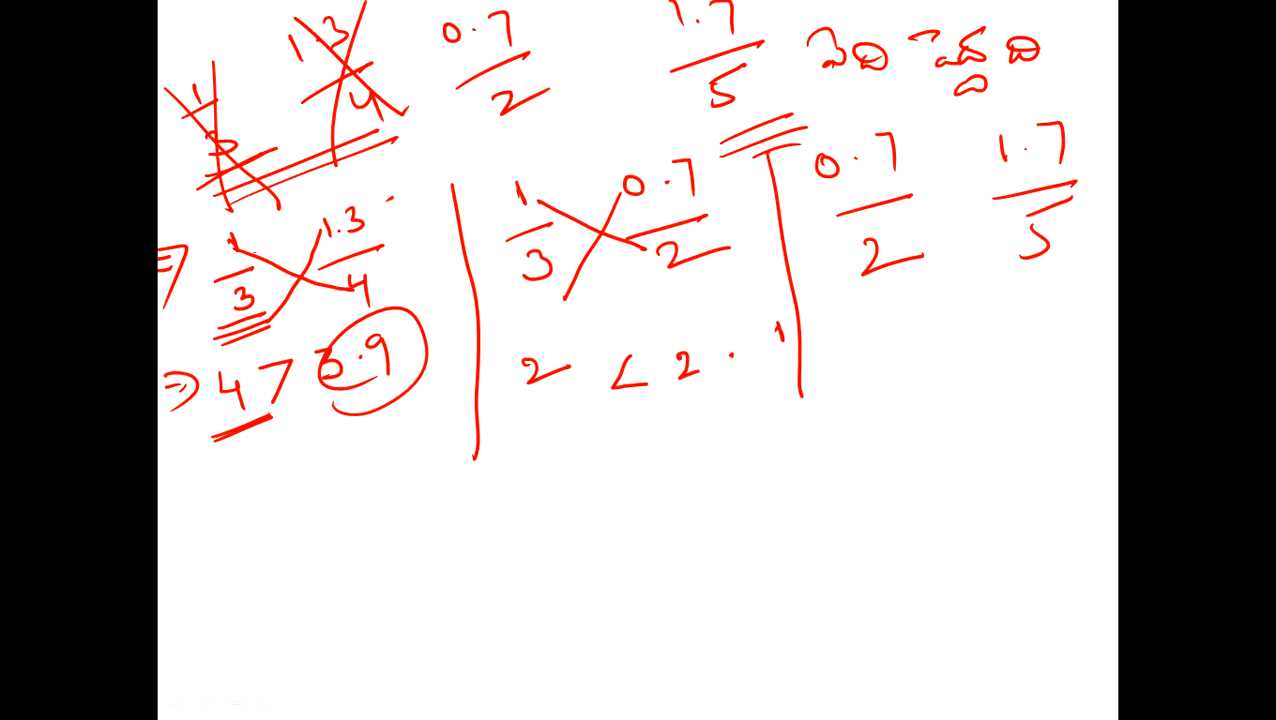 1/3 1.3/4 0.7/2 1.7/5
⇒ 1/3 1.3/4 | 1/3 0.7/2 | 0.7/2 1.7/5
⇒ 4 > 3.9 | 2 < 2.1